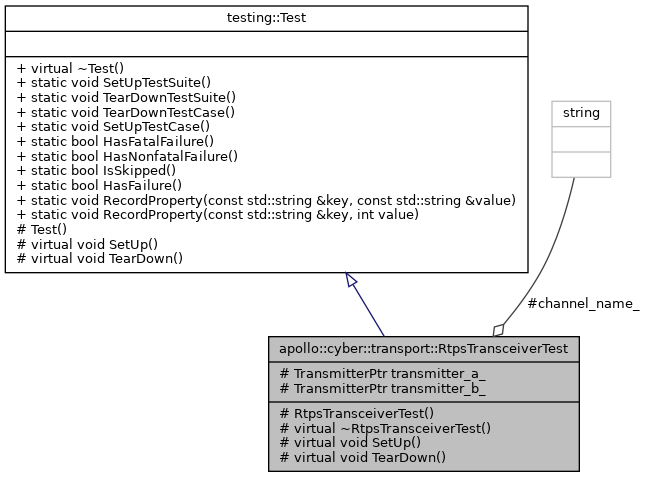 testing::Test
+ virtual ~Test()
+ static void SetUpTestSuite()
+ static void TearDownTestSuite()
+ static void TearDownTestCase()
+ static void SetUpTestCase()
+ static bool HasFatalFailure()
+ static bool HasNonfatalFailure()
+ static bool IsSkipped()
+ static bool HasFailure()
+ static void RecordProperty(const std::string &key, const std::string &value)
+ static void RecordProperty(const std::string &key, int value)
# Test()
# virtual void SetUp()
# virtual void TearDown()
string
#channel_name_
apollo::cyber::transport::RtpsTransceiverTest
# TransmitterPtr transmitter_a_
# TransmitterPtr transmitter_b_
# RtpsTransceiverTest()
# virtual ~RtpsTransceiverTest()
# virtual void SetUp()
# virtual void TearDown()